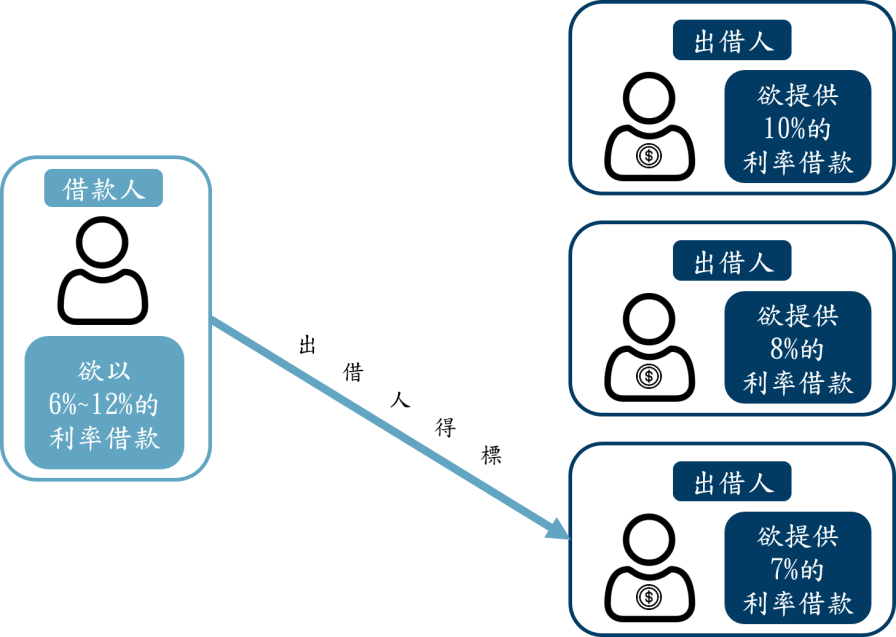 借款人
欲以
6%~12%的
利率借款
出借人得標
出借人
欲提供
10%的
利率借款
出借人
欲提供
8%的
利率借款
出借人
欲提供
7%的
利率借款